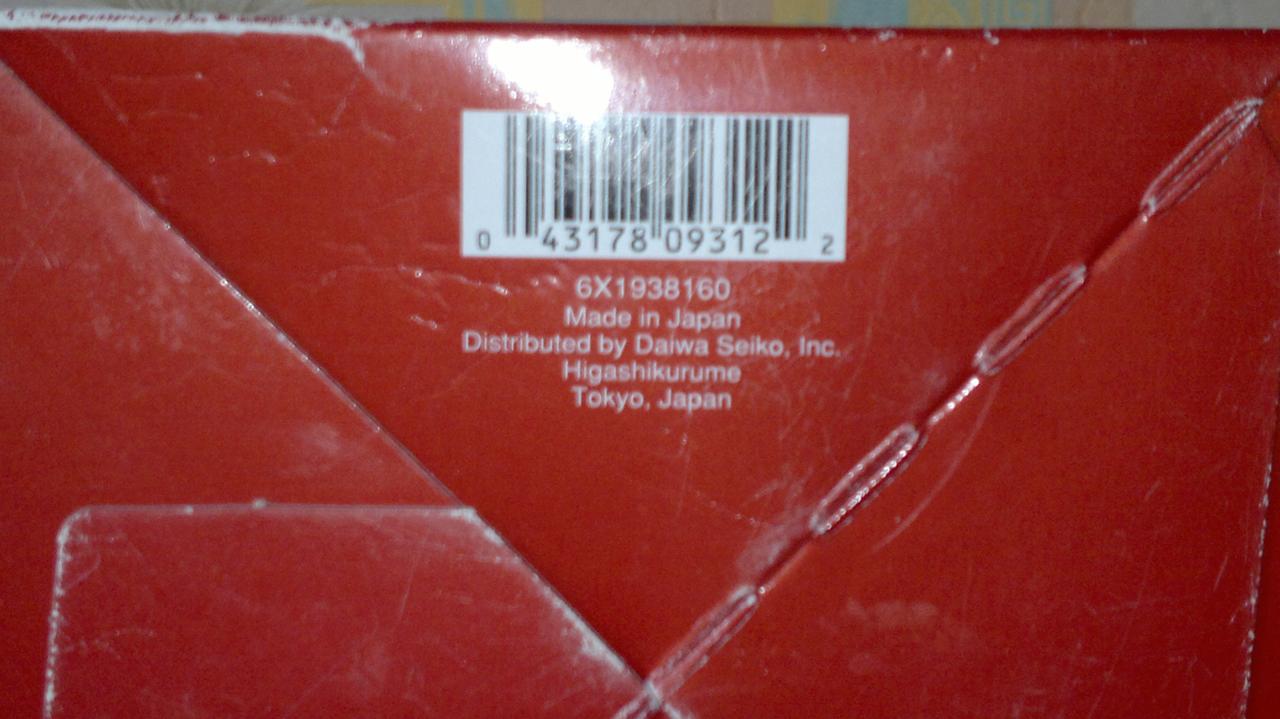 0 43178 09312 2
6X1938160
Made in Japan
Distributed by Daiwa Seiko, Inc.
Higashikurume
Tokyo, Japan